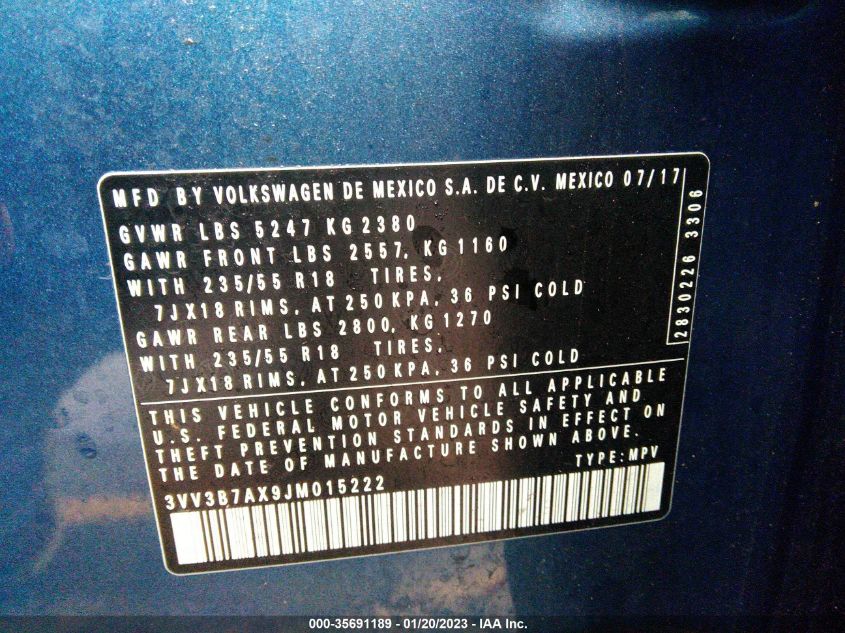 MFD BY VOLKSWAGEN DE MEXICO S.A. DE C.V. MEXICO 07/17
GVWR LBS 5247 KG 2380
GAWR FRONT LBS 2557, KG 1160
WITH 235/55 R18 TIRES,
7JX18 RIMS, AT 250 KPA, 36 PSI COLD
GAWR REAR LBS 2800, KG 1270
WITH 235/55 R18 TIRES,
7JX18 RIMS, AT 250 KPA, 36 PSI COLD
2830226 3306
THIS VEHICLE CONFORMS TO ALL APPLICABLE
U.S. FEDERAL MOTOR VEHICLE SAFETY AND
THEFT PREVENTION STANDARDS IN EFFECT ON
THE DATE OF MANUFACTURE SHOWN ABOVE.
TYPE: MPV
3VV3B7AX9JM015222
000-35691189 - 01/20/2023 - IAA Inc.